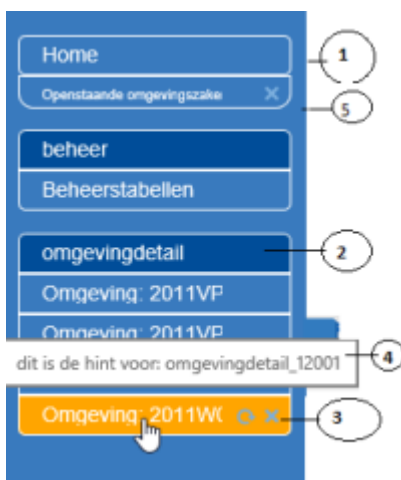 Home
1
Openstaande omgevingszake
5
beheer
Beheerstabellen
omgevingdetail
2
Omgeving: 2011VP
Omgeving: 2011VP
dit is de hint voor: omgevingdetail_12001
4
Omgeving: 2011W
3